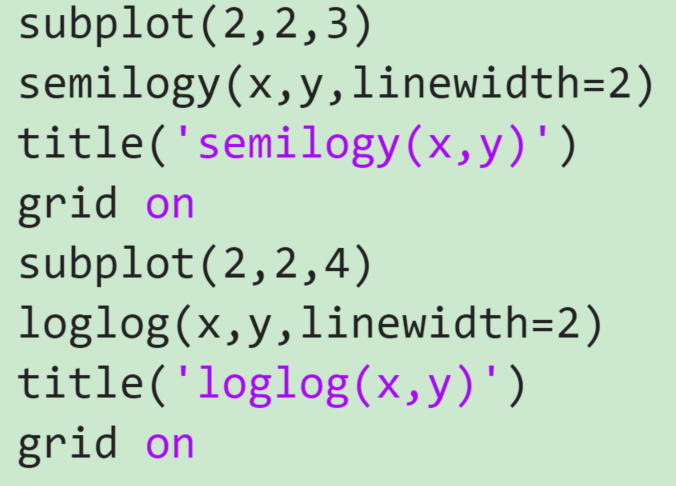 subplot(2,2,3)
semilogy(x,y,linewidth=2)
title('semilogy(x,y)')
grid on
subplot(2,2,4)
loglog(x,y,linewidth=2)
title('loglog(x,y)')
grid on